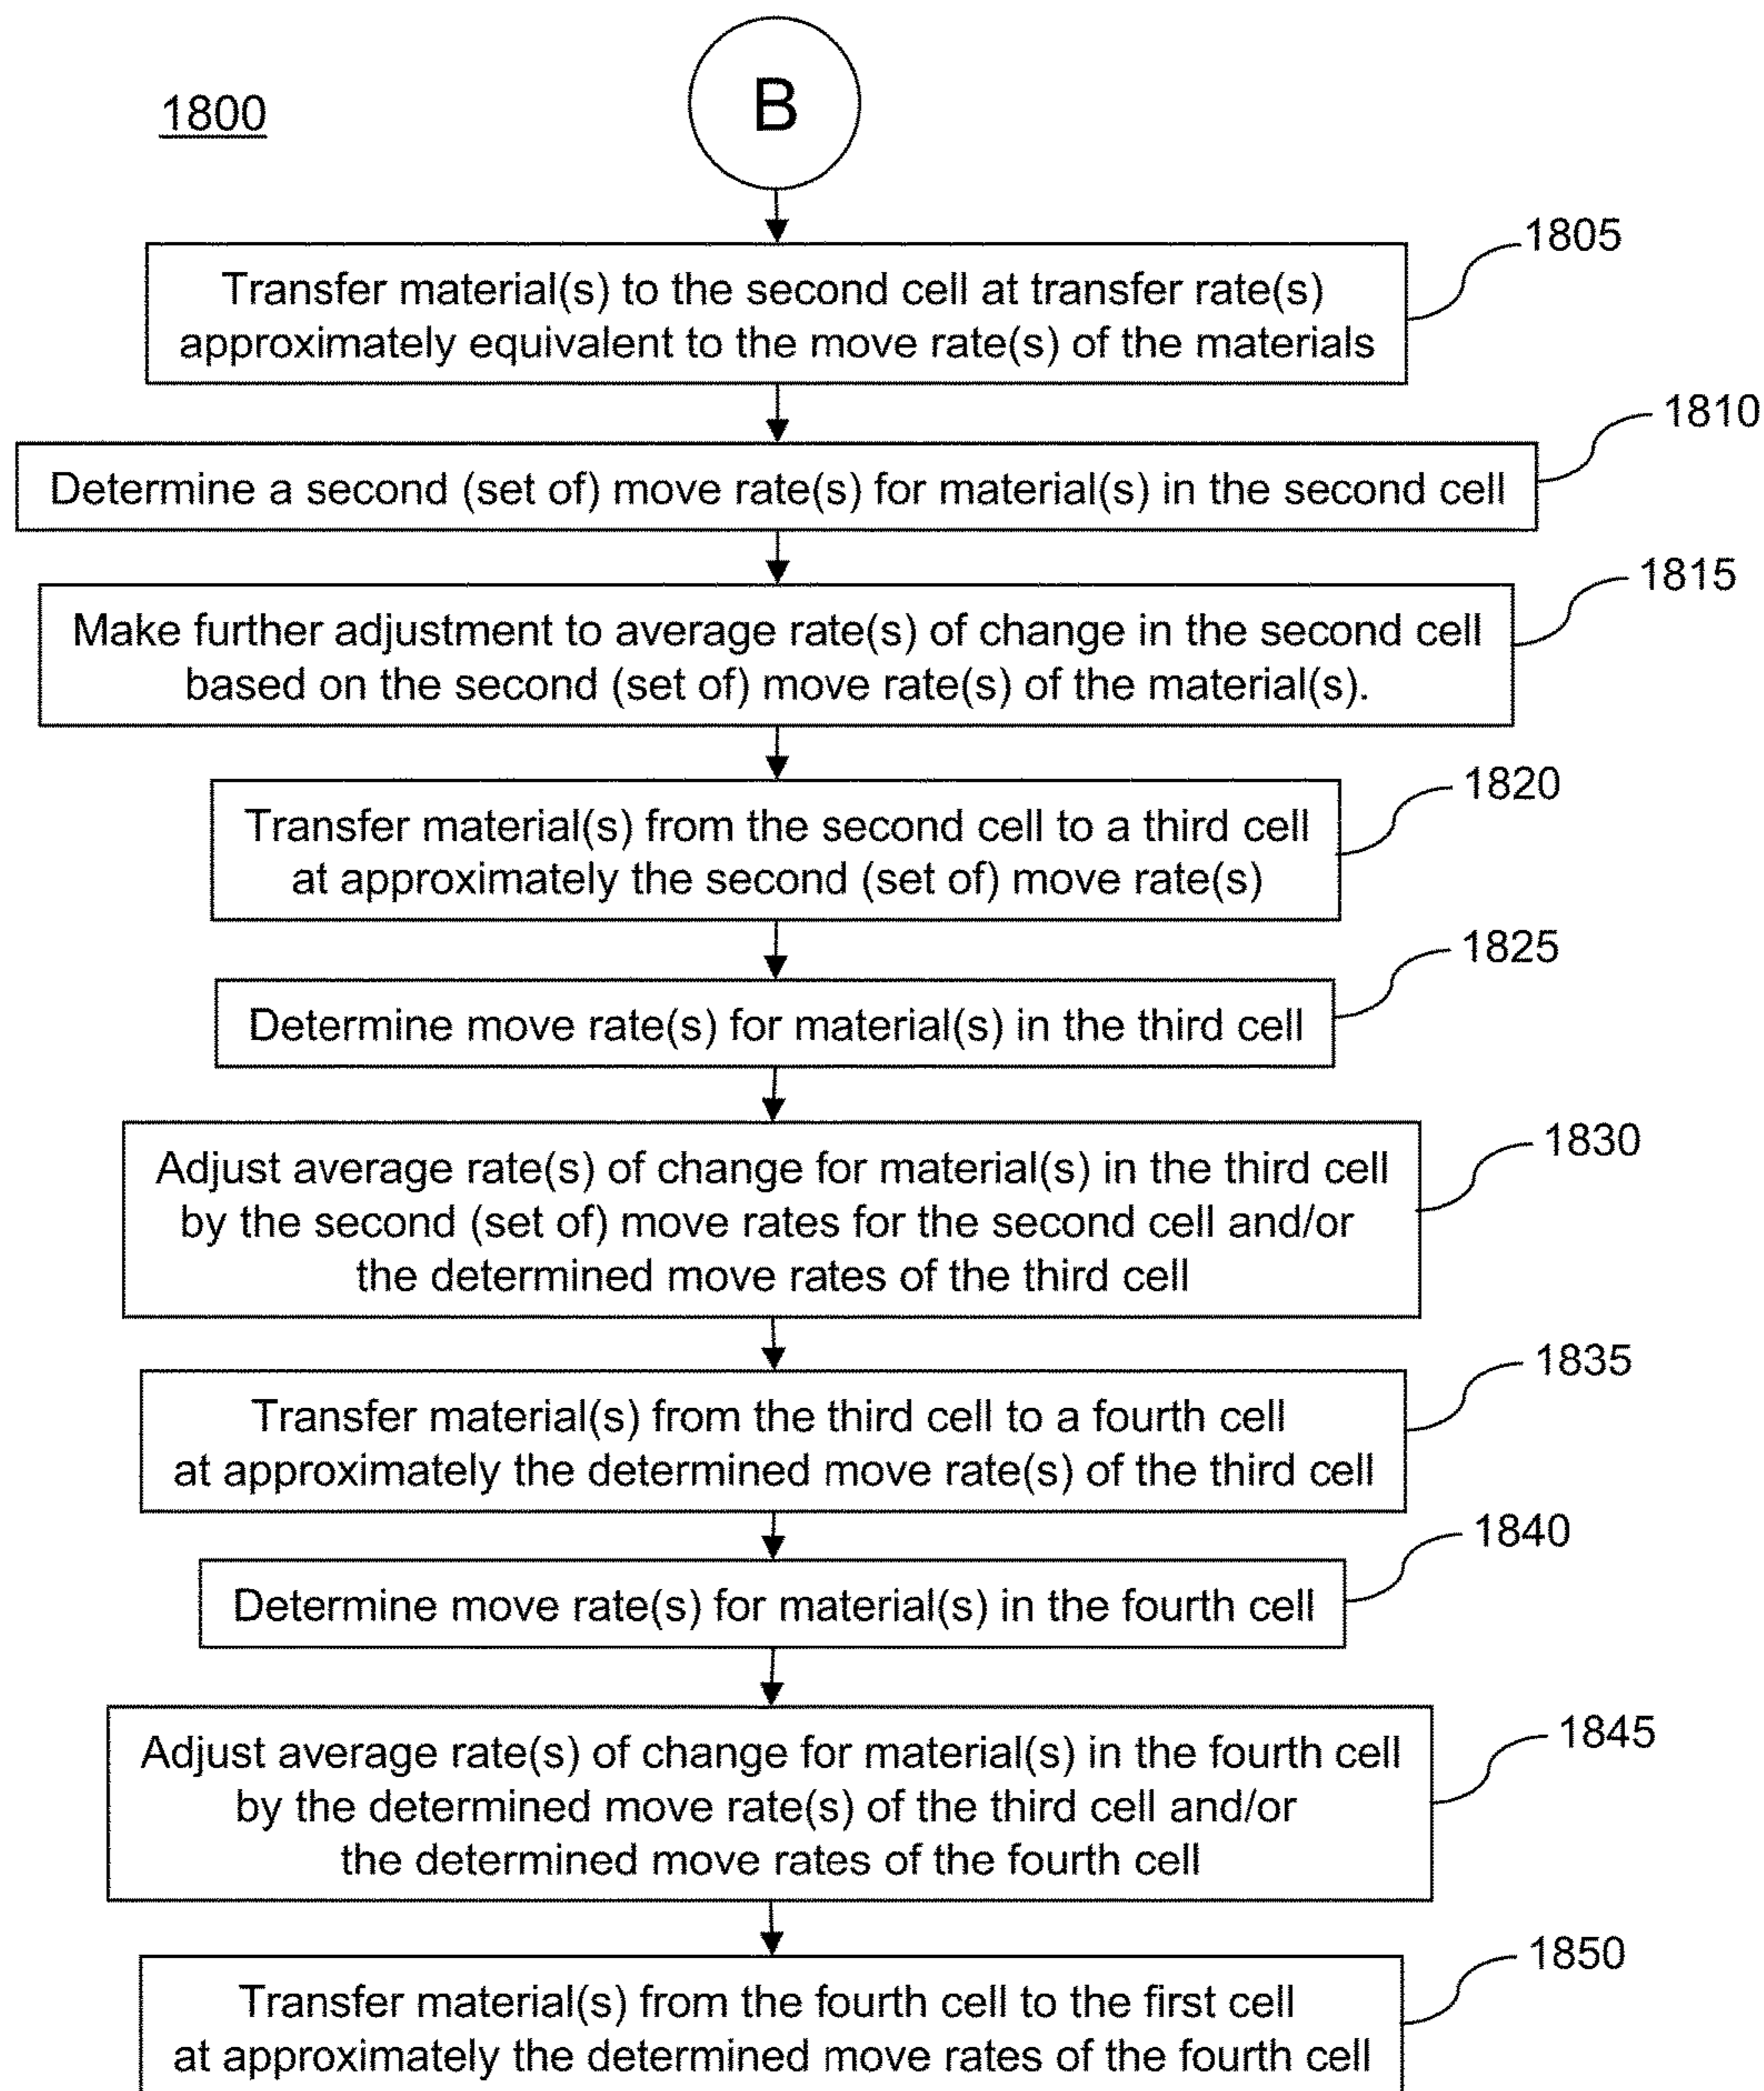 1800
B
1805
Transfer material(s) to the second cell at transfer rate(s)
approximately equivalent to the move rate(s) of the materials
1810
Determine a second (set of) move rate(s) for material(s) in the second cell
1815
Make further adjustment to average rate(s) of change in the second cell
based on the second (set of) move rate(s) of the material(s).
1820
Transfer material(s) from the second cell to a third cell
at approximately the second (set of) move rate(s)
1825
Determine move rate(s) for material(s) in the third cell
1830
Adjust average rate(s) of change for material(s) in the third cell
by the second (set of) move rates for the second cell and/or
the determined move rates of the third cell
1835
Transfer material(s) from the third cell to a fourth cell
at approximately the determined move rate(s) of the third cell
1840
Determine move rate(s) for material(s) in the fourth cell
1845
Adjust average rate(s) of change for material(s) in the fourth cell
by the determined move rate(s) of the third cell and/or
the determined move rates of the fourth cell
1850
Transfer material(s) from the fourth cell to the first cell
at approximately the determined move rates of the fourth cell